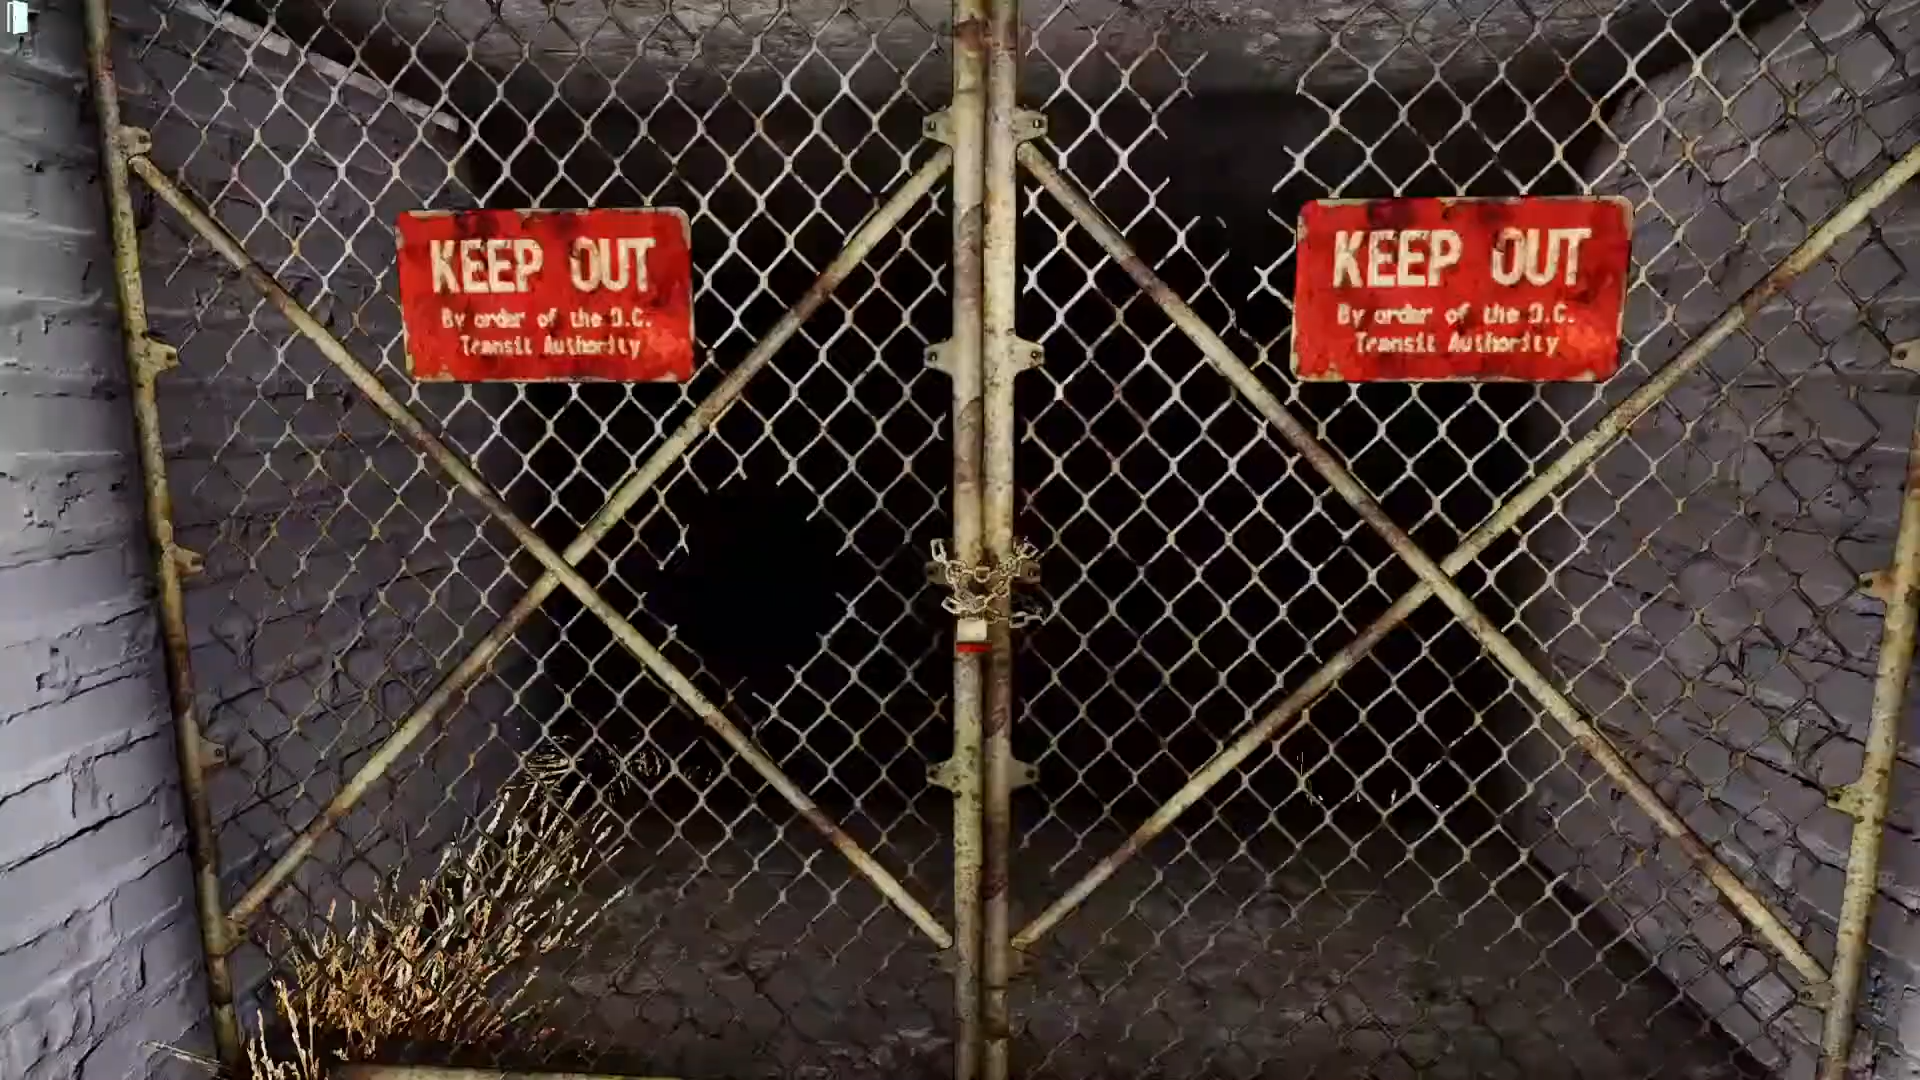 KEEP OUT
By order of the D.C.
Transit Authority
KEEP OUT
By order of the D.C.
Transit Authority